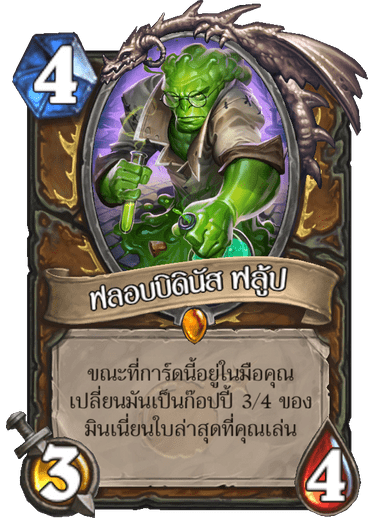 4
ฟลอบบิดินัส ฟลู้ป
ขณะที่การ์ดนี้อยู่ในมือคุณ
เปลี่ยนมันเป็นก๊อปปี้ 3/4 ของ
มินเนี่ยนใบล่าสุดที่คุณเล่น
3
4